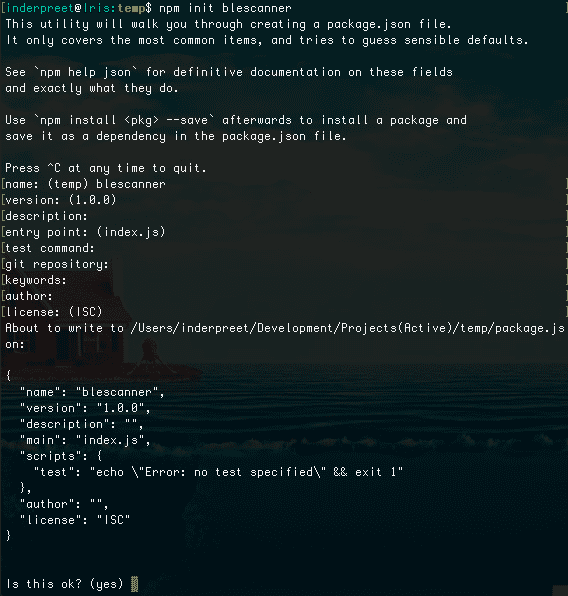 [inderpreet@Iris:temp$ npm init blescanner ]
This utility will walk you through creating a package.json file.
It only covers the most common items, and tries to guess sensible defaults.

See `npm help json` for definitive documentation on these fields
and exactly what they do.

Use `npm install <pkg> --save` afterwards to install a package and
save it as a dependency in the package.json file.

Press ^C at any time to quit.
[name: (temp) blescanner ]
[version: (1.0.0) ]
[description: ]
[entry point: (index.js) ]
[test command: ]
[git repository: ]
[keywords: ]
[author: ]
[license: (ISC) ]
About to write to /Users/inderpreet/Development/Projects(Active)/temp/package.js
on:

{
  "name": "blescanner",
  "version": "1.0.0",
  "description": "",
  "main": "index.js",
  "scripts": {
    "test": "echo \"Error: no test specified\" && exit 1"
  },
  "author": "",
  "license": "ISC"
}

Is this ok? (yes)